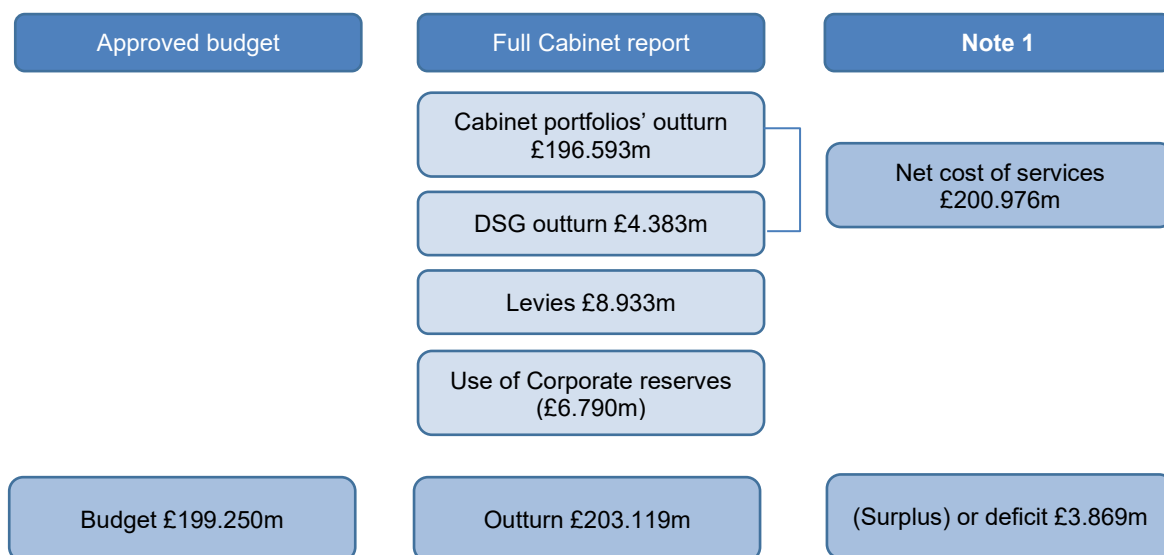 Approved budget
Full Cabinet report
Note 1
Cabinet portfolios’ outturn
£196.593m
Net cost of services
£200.976m
DSG outturn £4.383m
Levies £8.933m
Use of Corporate reserves
(£6.790m)
Budget £199.250m
Outturn £203.119m
(Surplus) or deficit £3.869m